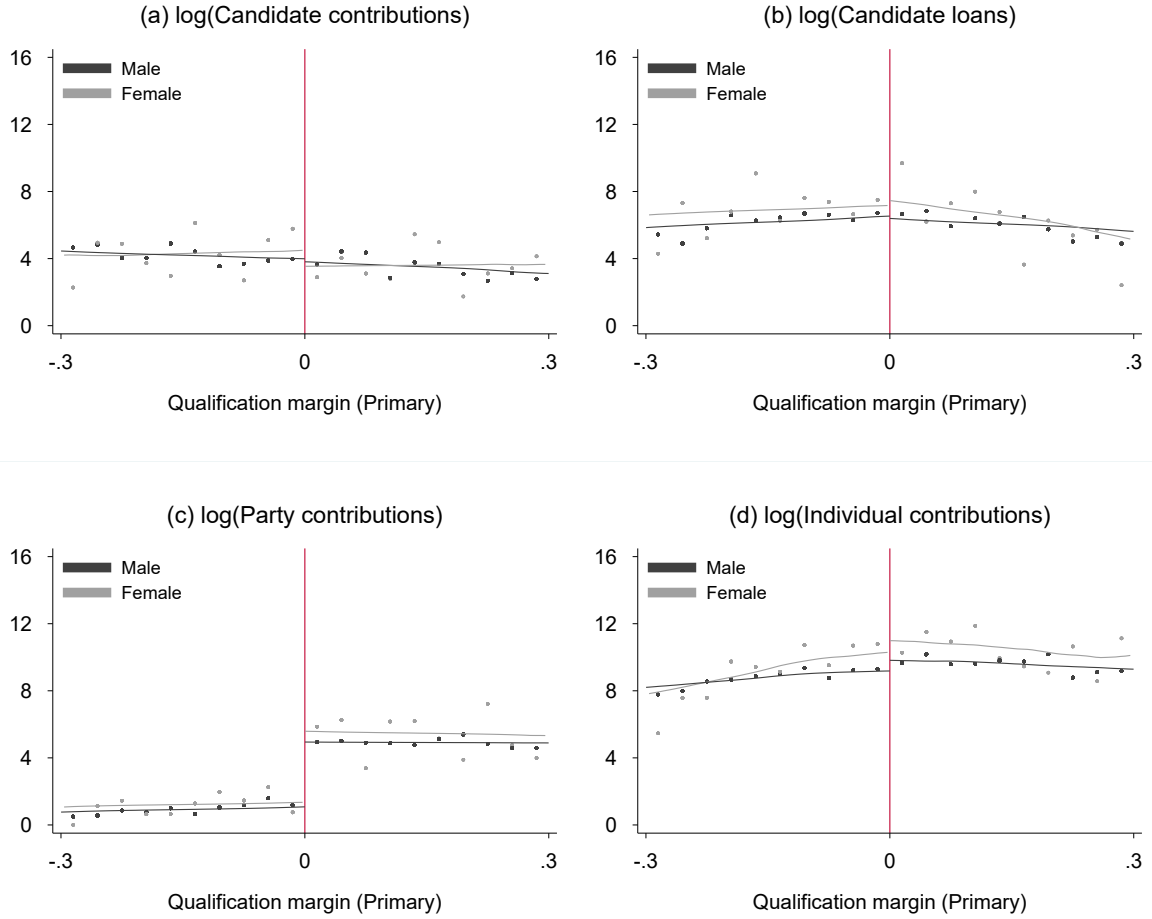 (a) log(Candidate contributions)
16
12
8
4
0
Male
Female
-.3
0
.3
Qualification margin (Primary)
(b) log(Candidate loans)
16
12
8
4
0
Male
Female
-.3
0
.3
Qualification margin (Primary)
(c) log(Party contributions)
16
12
8
4
0
Male
Female
-.3
0
.3
Qualification margin (Primary)
(d) log(Individual contributions)
16
12
8
4
0
Male
Female
-.3
0
.3
Qualification margin (Primary)